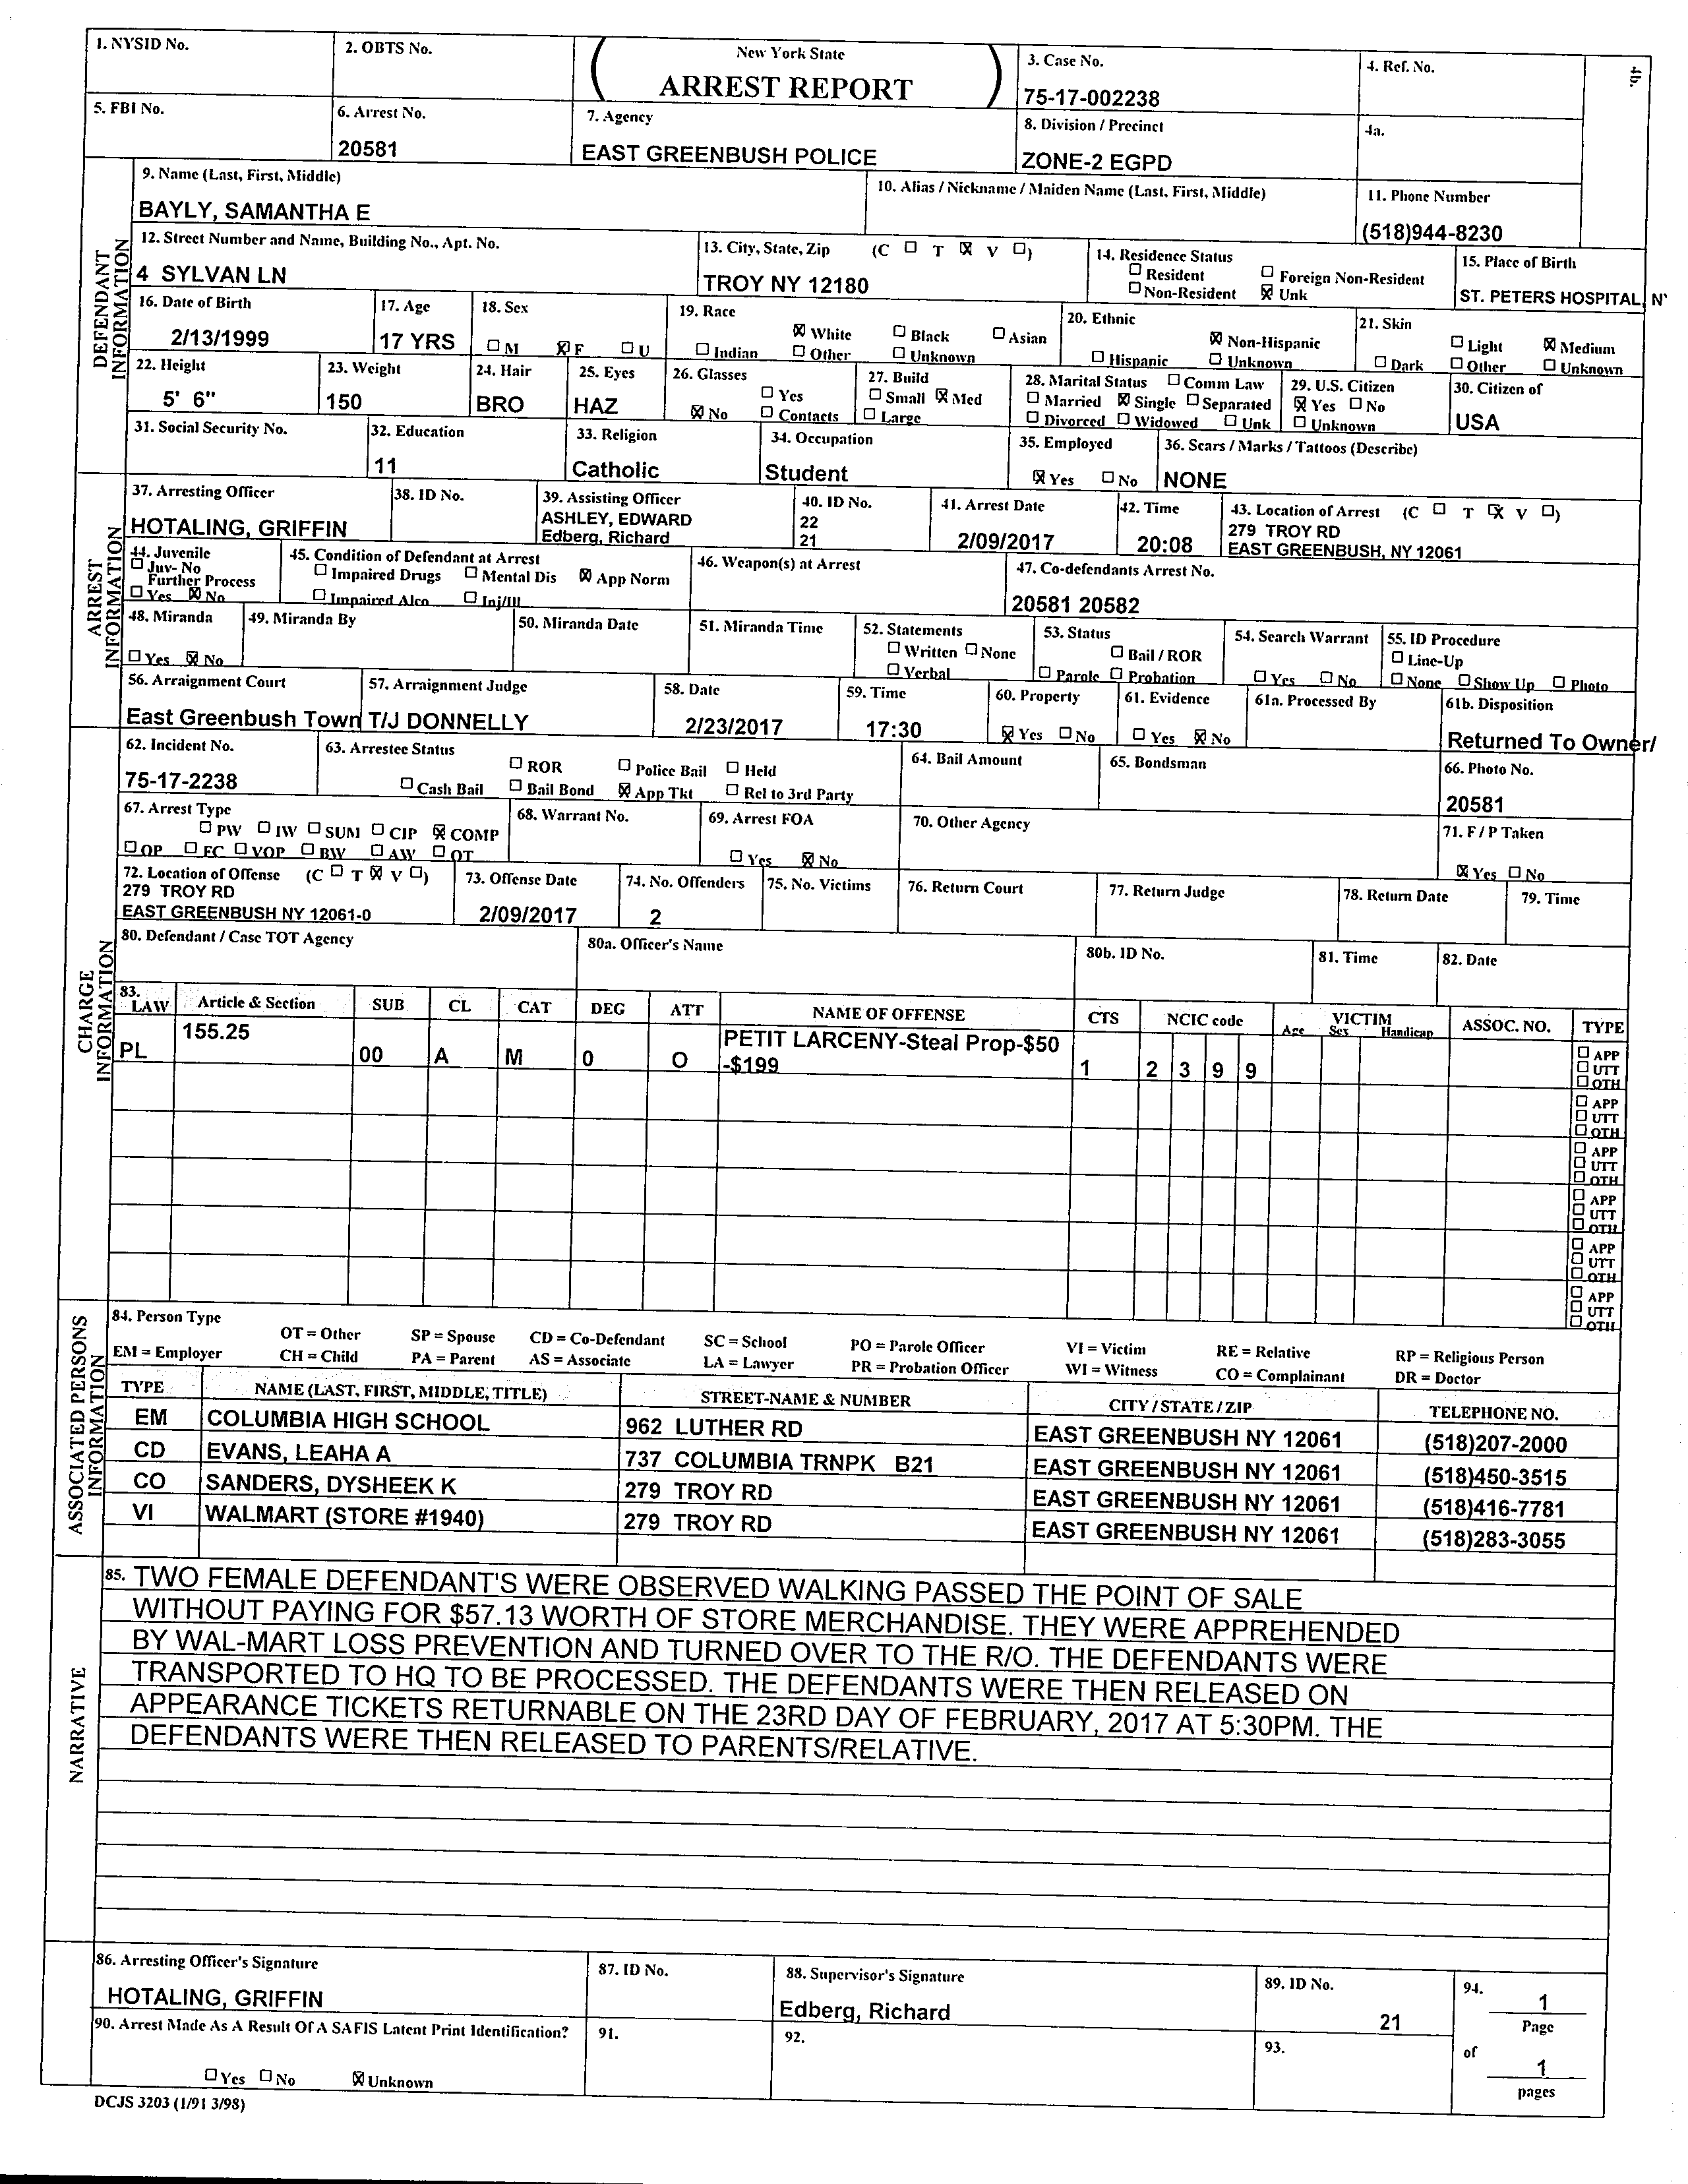 1. NYSID No.
2. OBTS No.
New York State
ARREST REPORT
3. Case No.
75-17-002238
4. Ref. No.
4b.
5. FBI No.
6. Arrest No.
20581
7. Agency
EAST GREENBUSH POLICE
8. Division / Precinct
ZONE-2 EGPD
4a.
DEFENDANT INFORMATION
9. Name (Last, First, Middle)
BAYLY, SAMANTHA E
10. Alias / Nickname / Maiden Name (Last, First, Middle)
11. Phone Number
(518)944-8230
12. Street Number and Name, Building No., Apt. No.
4 SYLVAN LN
13. City, State, Zip (C ☐ T ☒ V ☐)
TROY NY 12180
14. Residence Status
☐ Resident ☐ Foreign Non-Resident
☐ Non-Resident ☒ Unk
15. Place of Birth
ST. PETERS HOSPITAL, N'
16. Date of Birth
2/13/1999
17. Age
17 YRS
18. Sex
☐ M ☒ F ☐ U
19. Race
☒ White ☐ Black ☐ Asian
☐ Indian ☐ Other ☐ Unknown
20. Ethnic
☒ Non-Hispanic
☐ Hispanic ☐ Unknown
21. Skin
☐ Light ☒ Medium
☐ Dark ☐ Other ☐ Unknown
22. Height
5' 6"
23. Weight
150
24. Hair
BRO
25. Eyes
HAZ
26. Glasses
☐ Yes
☒ No ☐ Contacts
27. Build
☐ Small ☒ Med
☐ Large
28. Marital Status ☐ Comm Law
☐ Married ☒ Single ☐ Separated
☐ Divorced ☐ Widowed ☐ Unk
29. U.S. Citizen
☒ Yes ☐ No
☐ Unknown
30. Citizen of
USA
31. Social Security No.
32. Education
11
33. Religion
Catholic
34. Occupation
Student
35. Employed
☒ Yes ☐ No
36. Scars / Marks / Tattoos (Describe)
NONE
ARREST INFORMATION
37. Arresting Officer
HOTALING, GRIFFIN
38. ID No.
39. Assisting Officer
ASHLEY, EDWARD
Edberg, Richard
40. ID No.
22
21
41. Arrest Date
2/09/2017
42. Time
20:08
43. Location of Arrest (C ☐ T ☒ V ☐)
279 TROY RD
EAST GREENBUSH, NY 12061
44. Juvenile
☐ Juv- No
Further Process
☐ Yes ☒ No
45. Condition of Defendant at Arrest
☐ Impaired Drugs ☐ Mental Dis ☒ App Norm
☐ Impaired Alco ☐ Inj/Ill
46. Weapon(s) at Arrest
47. Co-defendants Arrest No.
20581 20582
48. Miranda
☐ Yes ☒ No
49. Miranda By
50. Miranda Date
51. Miranda Time
52. Statements
☐ Written ☐ None
☐ Verbal
53. Status
☐ Bail / ROR
☐ Parole ☐ Probation
54. Search Warrant
☐ Yes ☐ No
55. ID Procedure
☐ Line-Up
☐ None ☐ Show Up ☐ Photo
56. Arraignment Court
East Greenbush Town
57. Arraignment Judge
T/J DONNELLY
58. Date
2/23/2017
59. Time
17:30
60. Property
☒ Yes ☐ No
61. Evidence
☐ Yes ☒ No
61a. Processed By
61b. Disposition
Returned To Owner/
CHARGE INFORMATION
62. Incident No.
75-17-2238
63. Arrestee Status
☐ ROR ☐ Police Bail ☐ Held
☐ Cash Bail ☐ Bail Bond ☒ App Tkt ☐ Rel to 3rd Party
64. Bail Amount
65. Bondsman
66. Photo No.
20581
67. Arrest Type
☐ PW ☐ IW ☐ SUM ☐ CIP ☒ COMP
☐ OP ☐ EC ☐ VOP ☐ BW ☐ AW ☐ OT
68. Warrant No.
69. Arrest FOA
☐ Yes ☒ No
70. Other Agency
71. F / P Taken
☒ Yes ☐ No
72. Location of Offense (C ☐ T ☒ V ☐)
279 TROY RD
EAST GREENBUSH NY 12061-0
73. Offense Date
2/09/2017
74. No. Offenders
2
75. No. Victims
76. Return Court
77. Return Judge
78. Return Date
79. Time
80. Defendant / Case TOT Agency
80a. Officer's Name
80b. ID No.
81. Time
82. Date
83. LAW Article & Section SUB CL CAT DEG ATT NAME OF OFFENSE CTS NCIC code VICTIM Age Sex Handicap ASSOC. NO. TYPE
PL 155.25 00 A M 0 O PETIT LARCENY-Steal Prop-$50
-$199 1 2 3 9 9
☐ APP
☐ UTT
☐ OTH
☐ APP
☐ UTT
☐ OTH
☐ APP
☐ UTT
☐ OTH
☐ APP
☐ UTT
☐ OTH
☐ APP
☐ UTT
☐ OTH
☐ APP
☐ UTT
☐ OTH
ASSOCIATED PERSONS INFORMATION
84. Person Type
OT = Other SP = Spouse CD = Co-Defendant SC = School PO = Parole Officer VI = Victim RE = Relative RP = Religious Person
EM = Employer CH = Child PA = Parent AS = Associate LA = Lawyer PR = Probation Officer WI = Witness CO = Complainant DR = Doctor
TYPE NAME (LAST, FIRST, MIDDLE, TITLE) STREET-NAME & NUMBER CITY / STATE / ZIP TELEPHONE NO.
EM COLUMBIA HIGH SCHOOL 962 LUTHER RD EAST GREENBUSH NY 12061 (518)207-2000
CD EVANS, LEAHA A 737 COLUMBIA TRNPK B21 EAST GREENBUSH NY 12061 (518)450-3515
CO SANDERS, DYSHEEK K 279 TROY RD EAST GREENBUSH NY 12061 (518)416-7781
VI WALMART (STORE #1940) 279 TROY RD EAST GREENBUSH NY 12061 (518)283-3055
NARRATIVE
85. TWO FEMALE DEFENDANT'S WERE OBSERVED WALKING PASSED THE POINT OF SALE
WITHOUT PAYING FOR $57.13 WORTH OF STORE MERCHANDISE. THEY WERE APPREHENDED
BY WAL-MART LOSS PREVENTION AND TURNED OVER TO THE R/O. THE DEFENDANTS WERE
TRANSPORTED TO HQ TO BE PROCESSED. THE DEFENDANTS WERE THEN RELEASED ON
APPEARANCE TICKETS RETURNABLE ON THE 23RD DAY OF FEBRUARY, 2017 AT 5:30PM. THE
DEFENDANTS WERE THEN RELEASED TO PARENTS/RELATIVE.
86. Arresting Officer's Signature
HOTALING, GRIFFIN
87. ID No.
88. Supervisor's Signature
Edberg, Richard
89. ID No.
21
94.
1
Page
of
1
pages
90. Arrest Made As A Result Of A SAFIS Latent Print Identification?
☐ Yes ☐ No ☒ Unknown
91.
92.
93.
DCJS 3203 (1/91 3/98)